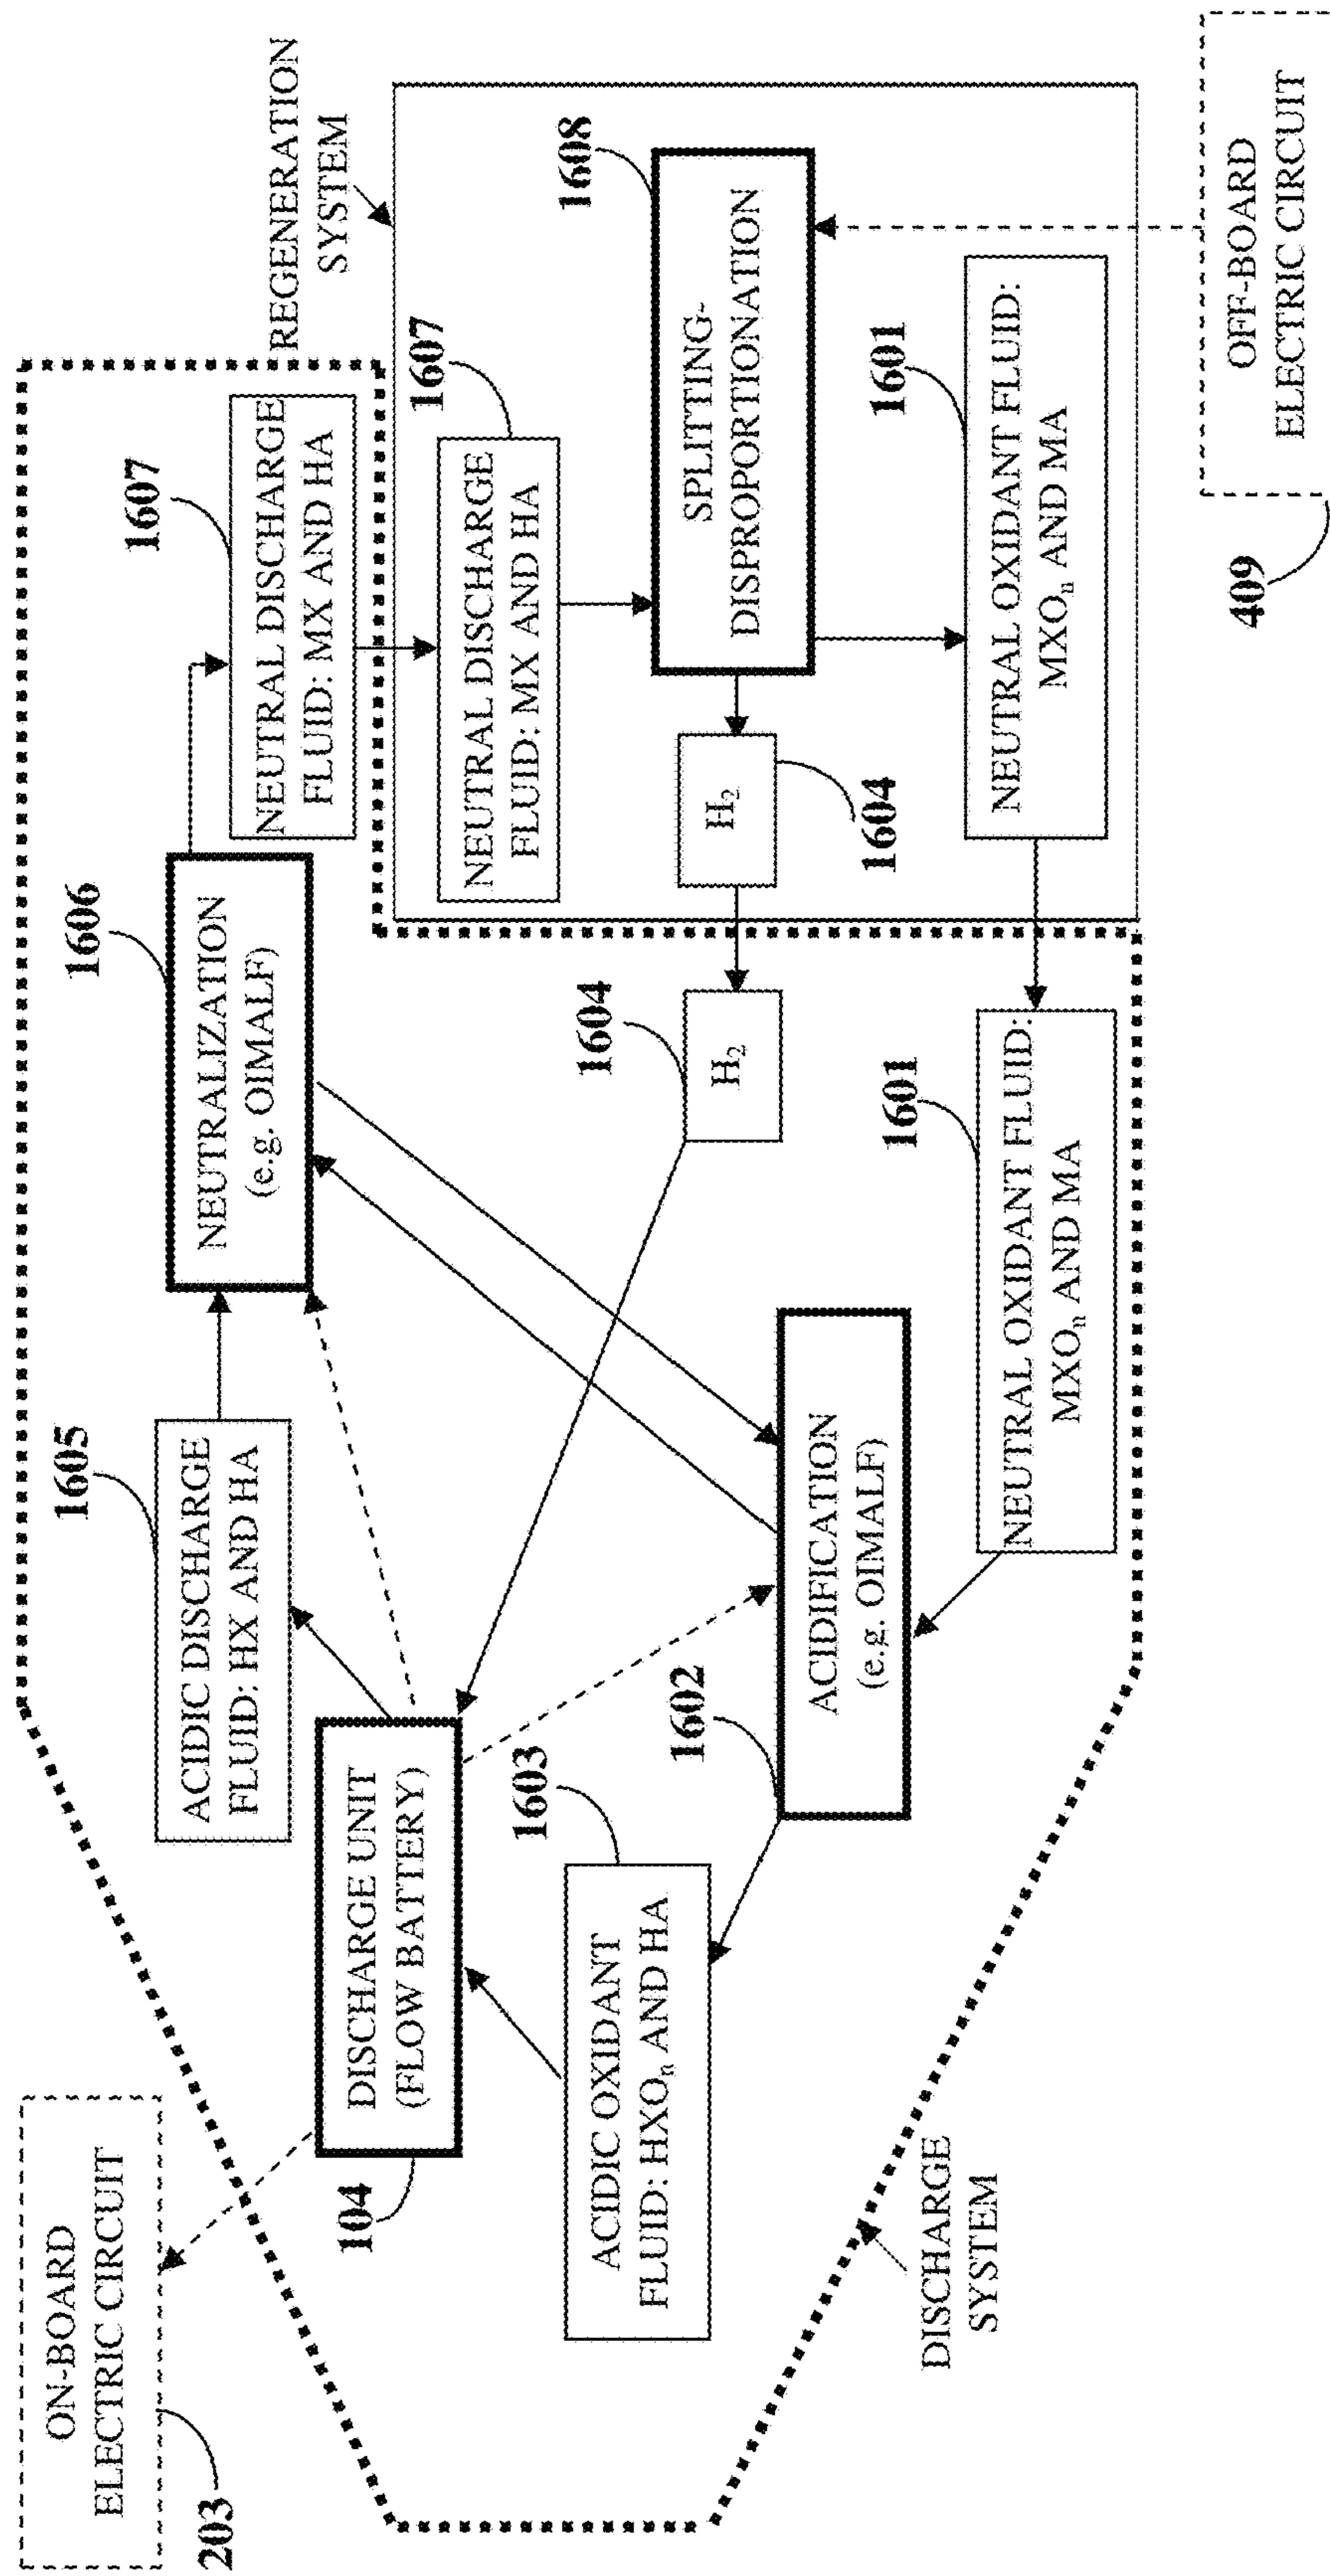 ON-BOARD
ELECTRIC CIRCUIT
203
DISCHARGE UNIT
(FLOW BATTERY)
104
ACIDIC DISCHARGE
FLUID: HX AND HA
1605
NEUTRALIZATION
(e.g. OIMALF)
1606
NEUTRAL DISCHARGE
FLUID: MX AND HA
1607
REGENERATION
SYSTEM
NEUTRAL DISCHARGE
FLUID: MX AND HA
1607
SPLITTING-
DISPROPORTIONATION
1608
H₂
1604
H₂
1604
NEUTRAL OXIDANT FLUID:
MXOₙ AND MA
1601
NEUTRAL OXIDANT FLUID:
MXOₙ AND MA
1601
ACIDIFICATION
(e.g. OIMALF)
1602
ACIDIC OXIDANT
FLUID: HXOₙ AND HA
1603
DISCHARGE
SYSTEM
OFF-BOARD
ELECTRIC CIRCUIT
409